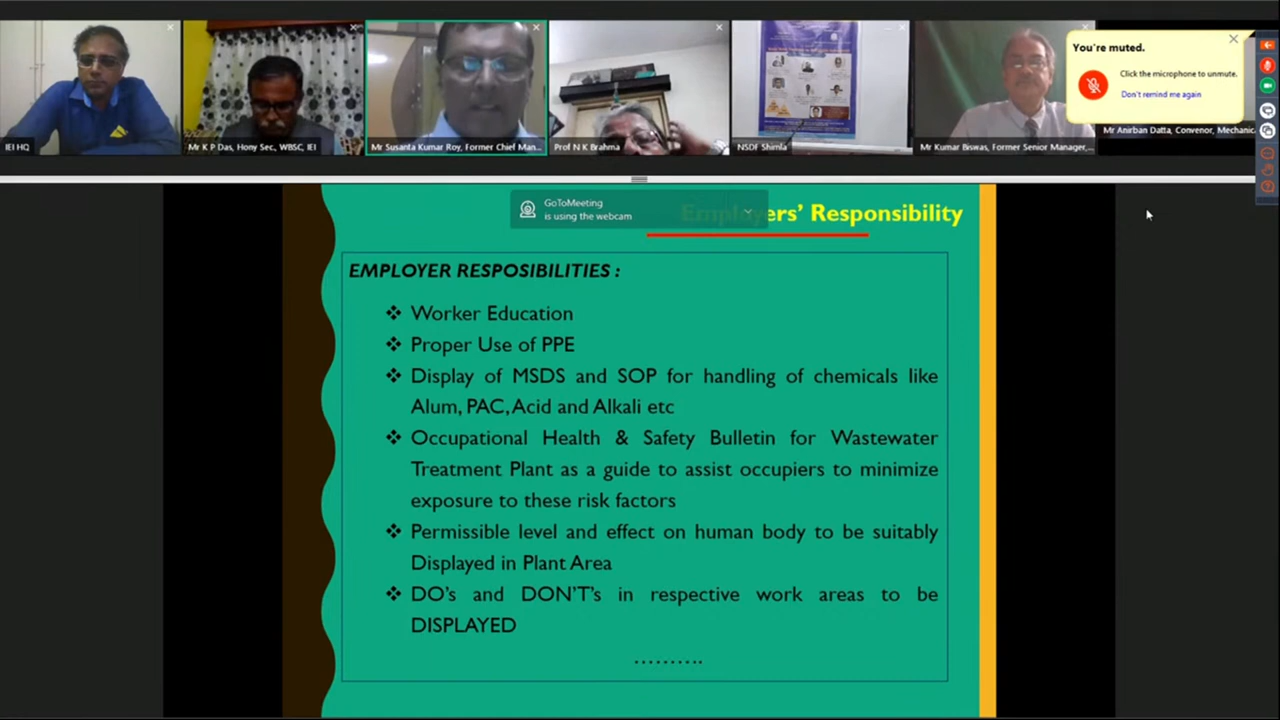 You're muted.
Click the microphone to unmute.
Don't remind me again
IEI HQ
Mr K P Das, Hony Sec., WBSC, IEI
Mr Susanta Kumar Roy, Former Chief Man...
Prof N K Brahma
NSDF Shimla
Mr Kumar Biswas, Former Senior Manager,...
Mr Anirban Datta, Convenor, Mechanic
GoToMeeting
is using the webcam
Employers' Responsibility
EMPLOYER RESPOSIBILITIES :
❖ Worker Education
❖ Proper Use of PPE
❖ Display of MSDS and SOP for handling of chemicals like
Alum, PAC, Acid and Alkali etc
❖ Occupational Health & Safety Bulletin for Wastewater
Treatment Plant as a guide to assist occupiers to minimize
exposure to these risk factors
❖ Permissible level and effect on human body to be suitably
Displayed in Plant Area
❖ DO's and DON'T's in respective work areas to be
DISPLAYED
..........